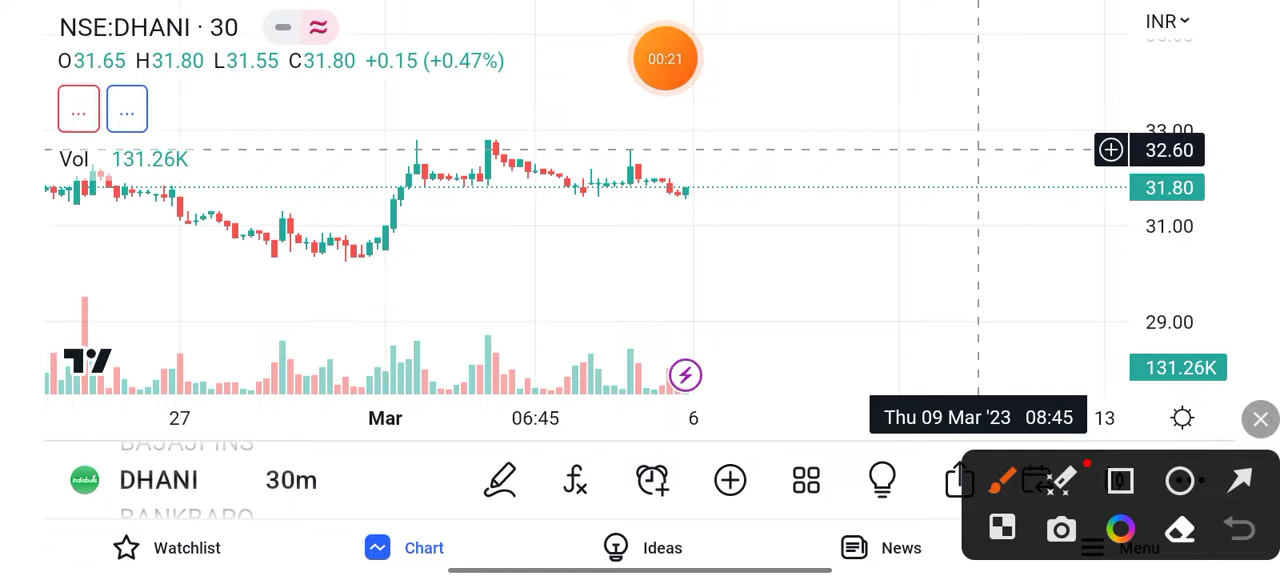 NSE:DHANI · 30
INR
00:21
O31.65 H31.80 L31.55 C31.80 +0.15 (+0.47%)
... ...
33.00
Vol 131.26K
32.60
31.80
31.00
29.00
131.26K
27 Mar 06:45 6 Thu 09 Mar '23 08:45 13
BAJAJFINS
DHANI 30m
BANKBARO
Watchlist Chart Ideas News Menu